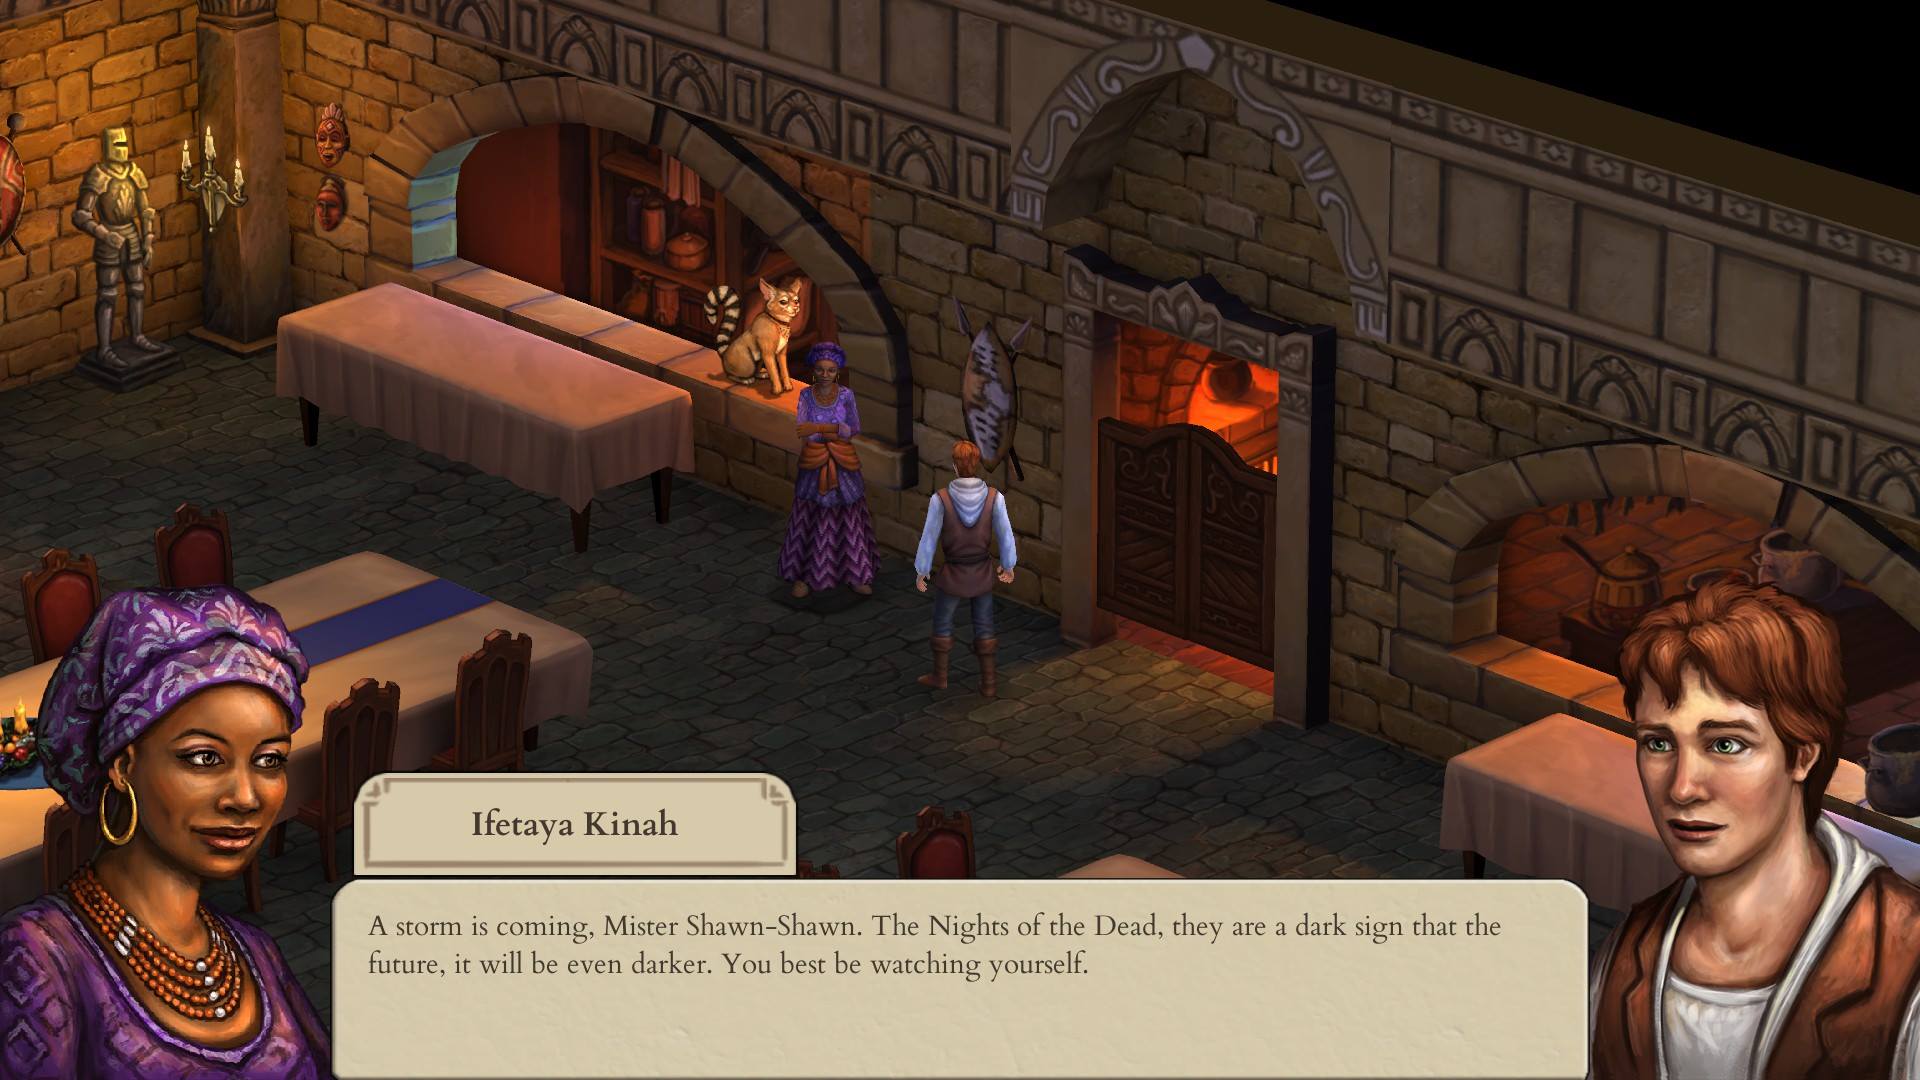 Ifetaya Kinah
A storm is coming, Mister Shawn-Shawn. The Nights of the Dead, they are a dark sign that the
future, it will be even darker. You best be watching yourself.